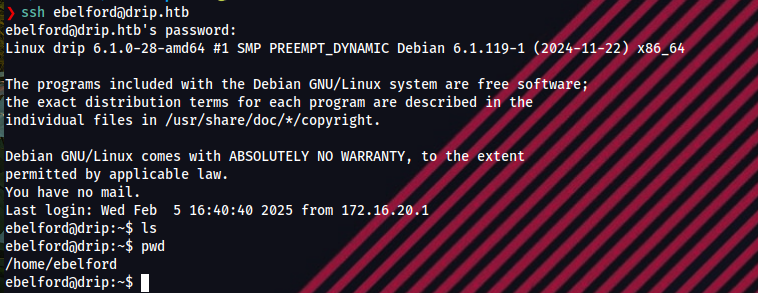 ❯ ssh ebelford@drip.htb
ebelford@drip.htb's password:
Linux drip 6.1.0-28-amd64 #1 SMP PREEMPT_DYNAMIC Debian 6.1.119-1 (2024-11-22) x86_64

The programs included with the Debian GNU/Linux system are free software;
the exact distribution terms for each program are described in the
individual files in /usr/share/doc/*/copyright.

Debian GNU/Linux comes with ABSOLUTELY NO WARRANTY, to the extent
permitted by applicable law.
You have no mail.
Last login: Wed Feb  5 16:40:40 2025 from 172.16.20.1
ebelford@drip:~$ ls
ebelford@drip:~$ pwd
/home/ebelford
ebelford@drip:~$